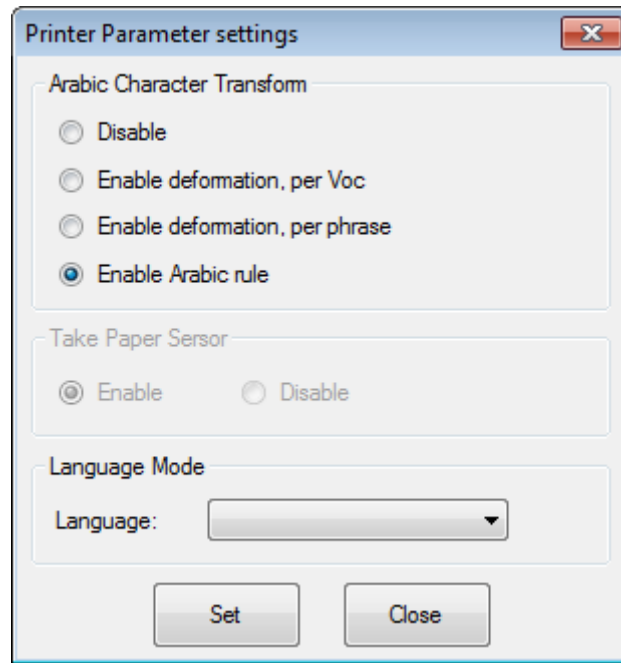 Printer Parameter settings
Arabic Character Transform
Disable
Enable deformation, per Voc
Enable deformation, per phrase
Enable Arabic rule
Take Paper Sersor
Enable Disable
Language Mode
Language:
Set Close